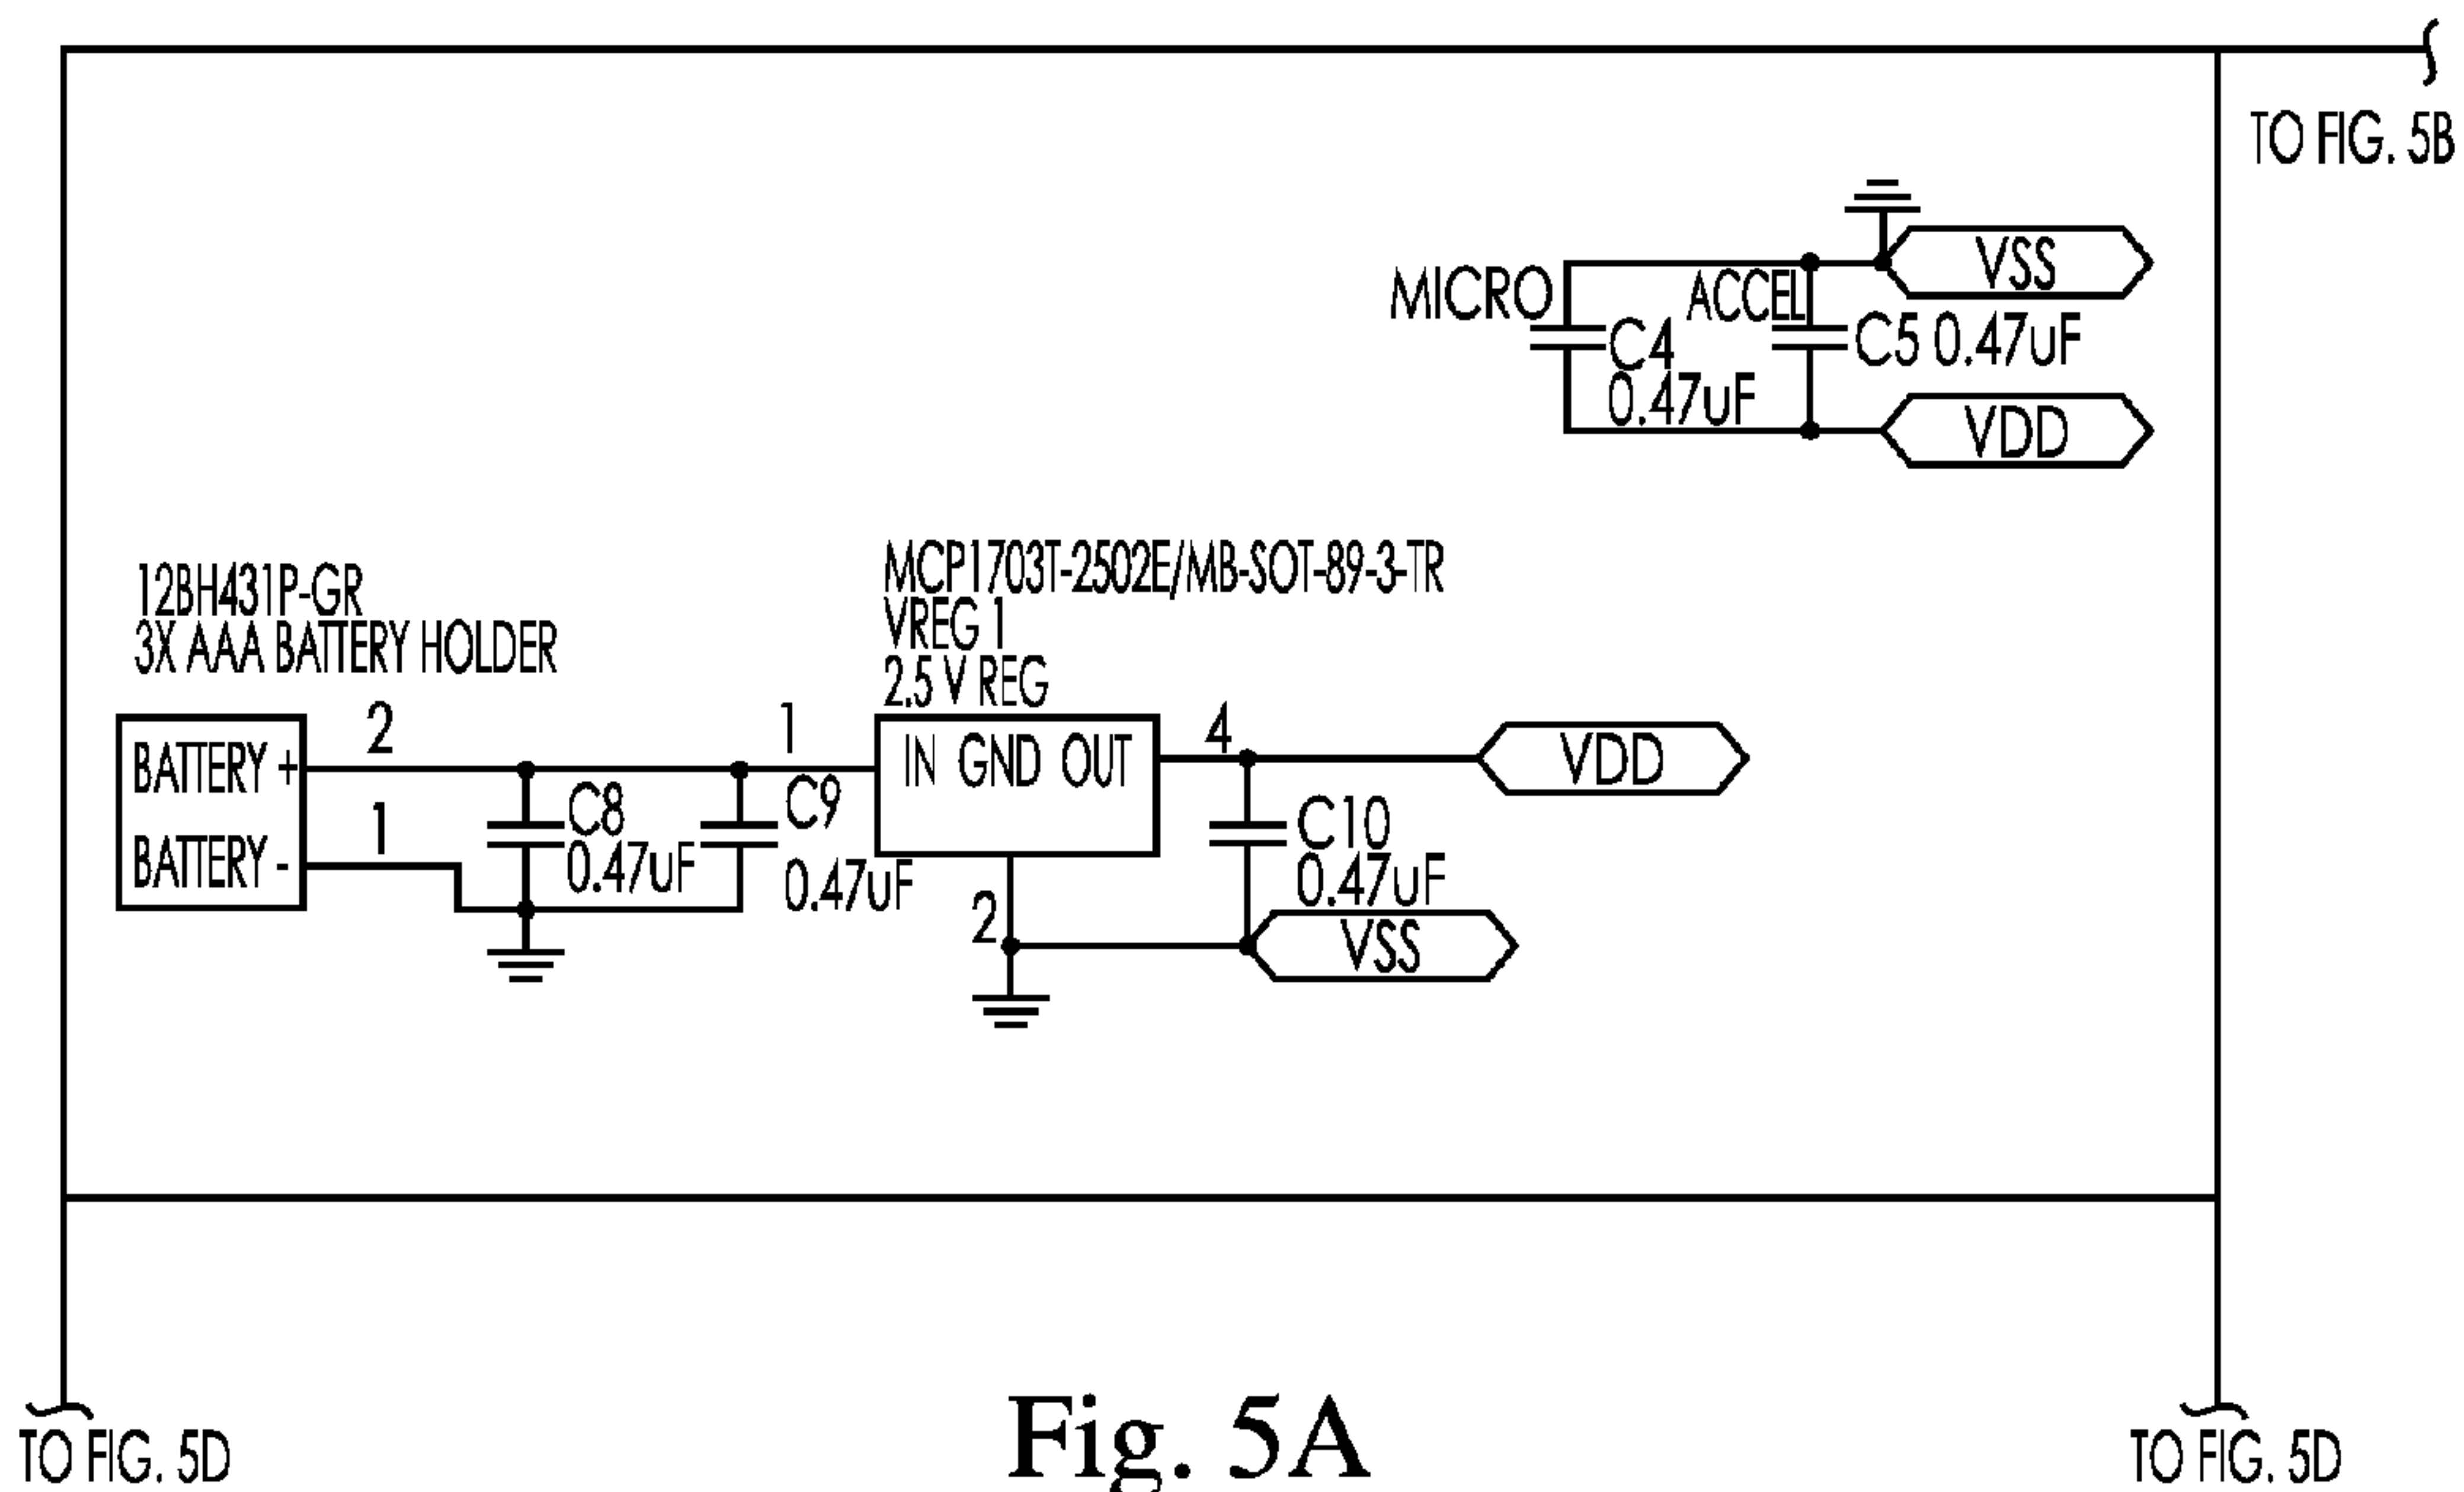 TO FIG. 5B
VSS
MICRO
ACCEL
C4
0.47uF
C5 0.47uF
VDD
12BH431P-GR
3X AAA BATTERY HOLDER
MCP1703T-2502E/MB-SOT-89-3-TR
VREG 1
2.5 V REG
2
1
4
BATTERY +
IN GND OUT
VDD
C8
0.47uF
C9
0.47uF
C10
0.47uF
1
BATTERY -
2
VSS
TO FIG. 5D
Fig. 5A
TO FIG. 5D